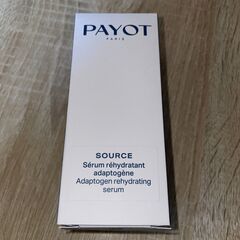 PAYOT
PARIS
SOURCE
Sérum réhydratant
adaptogène
Adaptogen rehydrating
serum